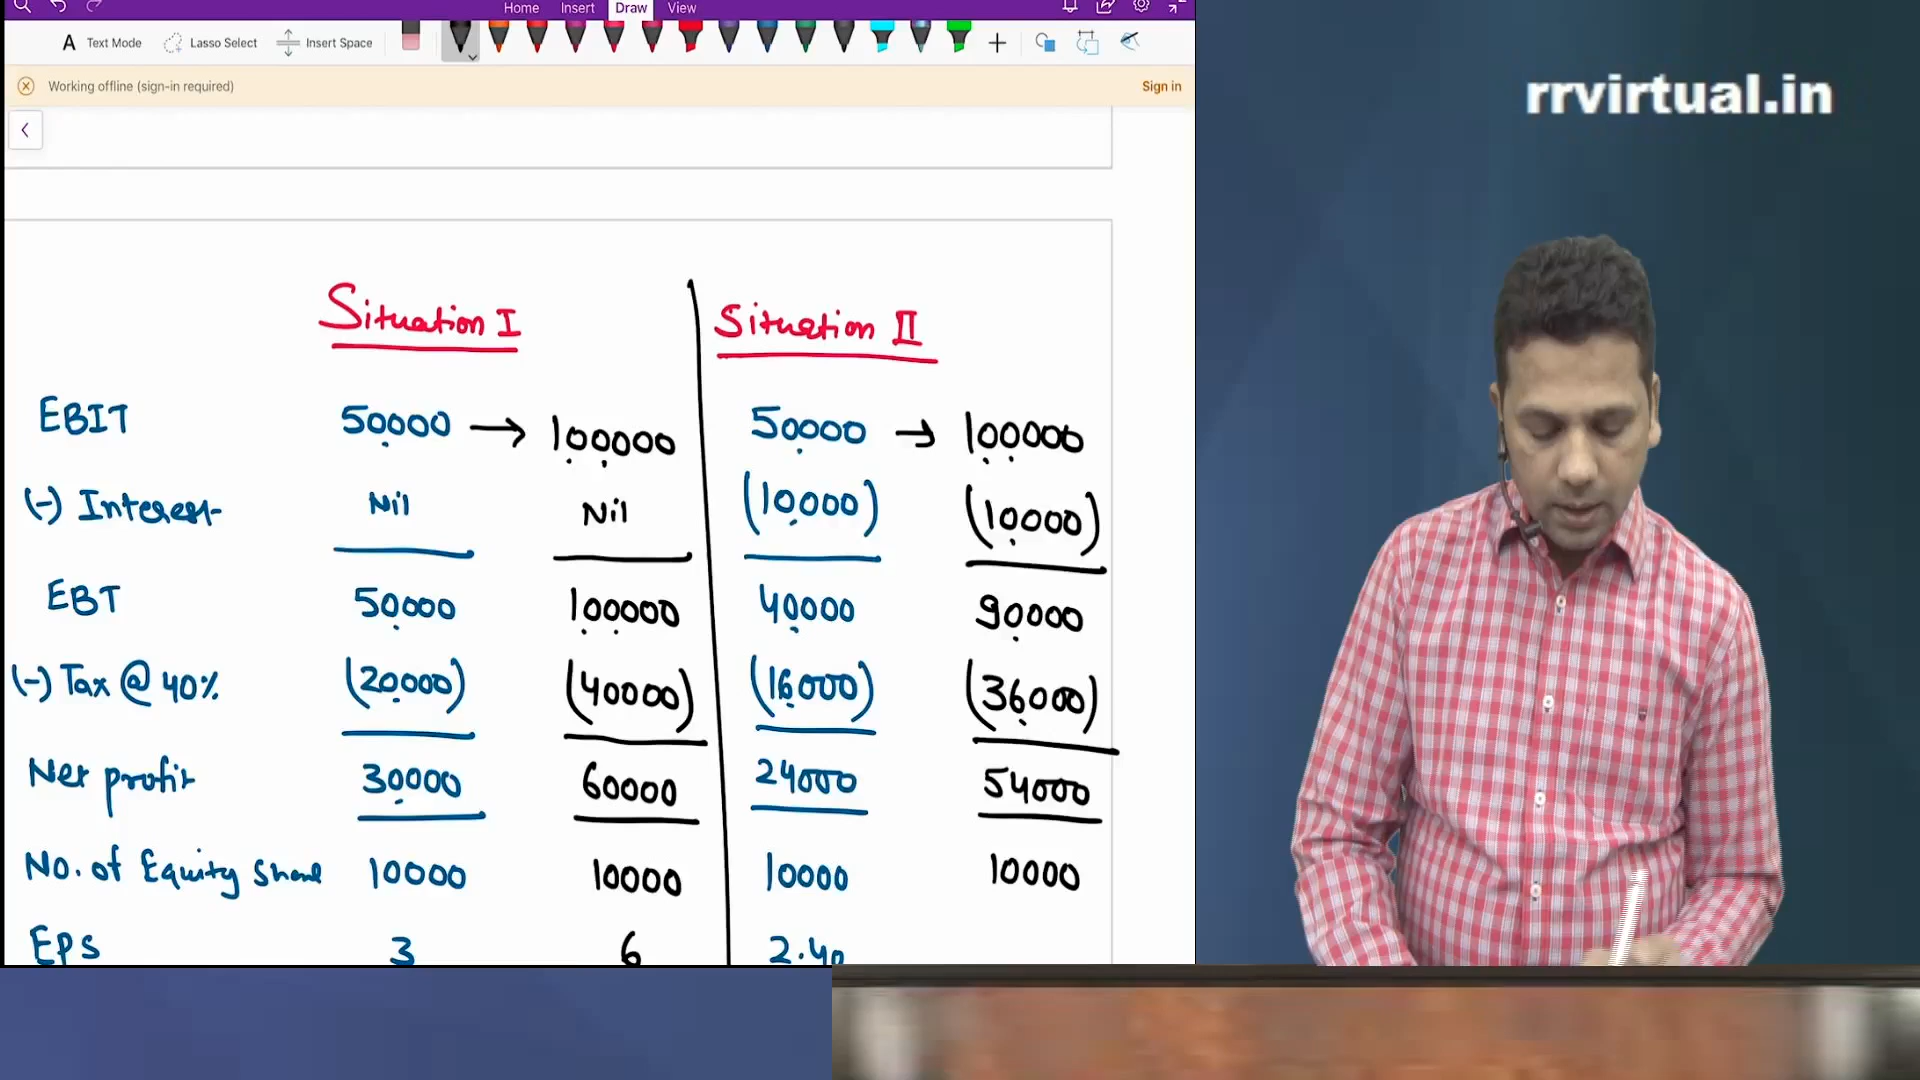 Home Insert Draw View
Text Mode Lasso Select Insert Space
Working offline (sign-in required) Sign in
rrvirtual.in
Situation I Situation II
EBIT 50000 → 100000 50000 → 100000
(-) Interest Nil Nil (10000) (10000)
EBT 50000 100000 40000 90000
(-) Tax @ 40% (20000) (40000) (16000) (36000)
Net profit 30000 60000 24000 54000
No. of Equity Share 10000 10000 10000 10000
EPS 3 6 2.40